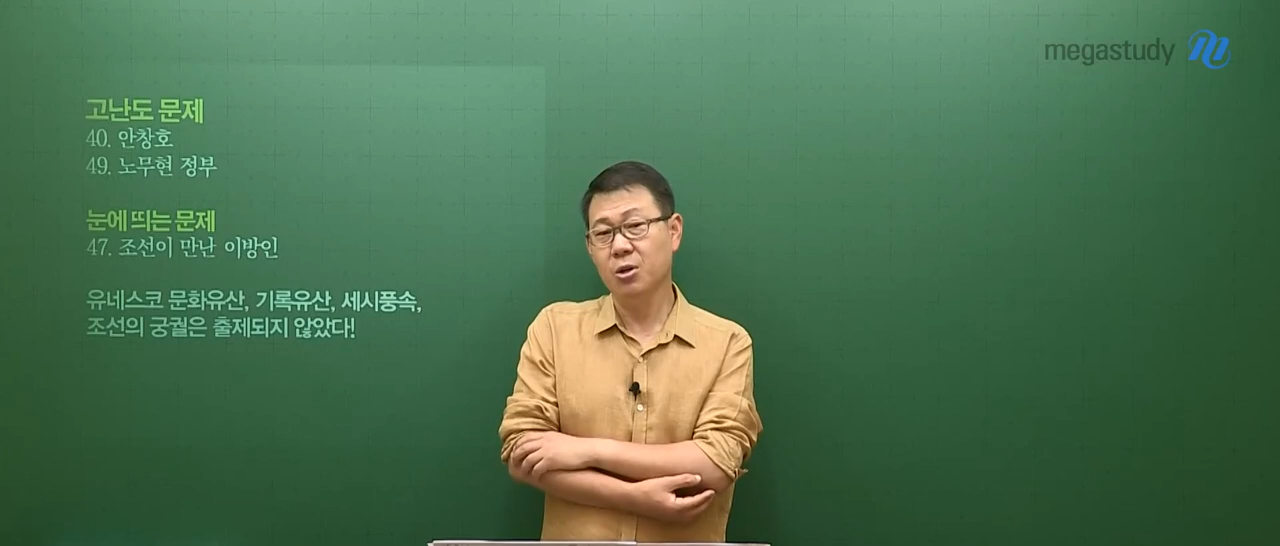 megastudy
고난도 문제
40. 안창호
49. 노무현 정부
눈에 띄는 문제
47. 조선이 만난 이방인
유네스코 문화유산, 기록유산, 세시풍속,
조선의 궁궐은 출제되지 않았다!